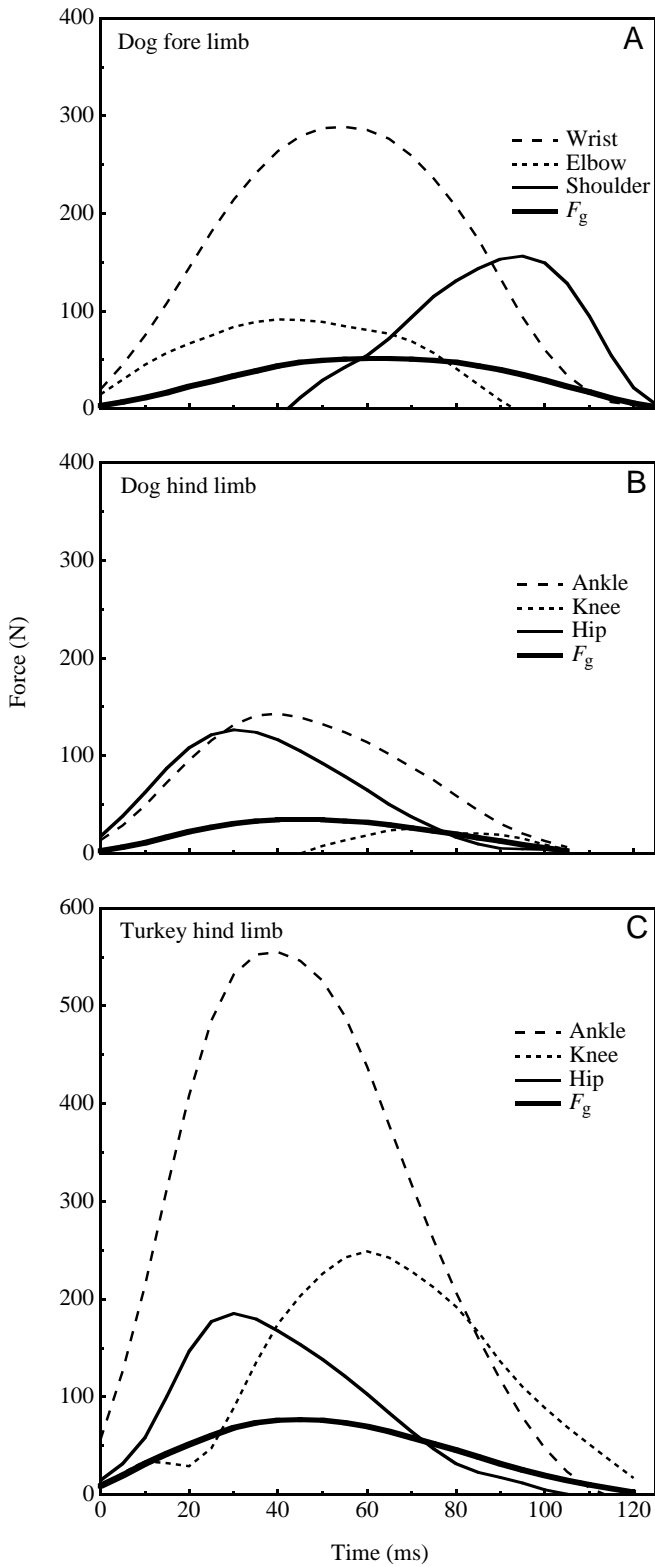 400
Dog fore limb
A
300
Wrist
Elbow
Shoulder
Fg
200
100
0
400
Dog hind limb
B
300
Ankle
Knee
Hip
Fg
200
100
0
Force (N)
600
Turkey hind limb
C
500
Ankle
Knee
Hip
Fg
400
300
200
100
0
0 20 40 60 80 100 120
Time (ms)